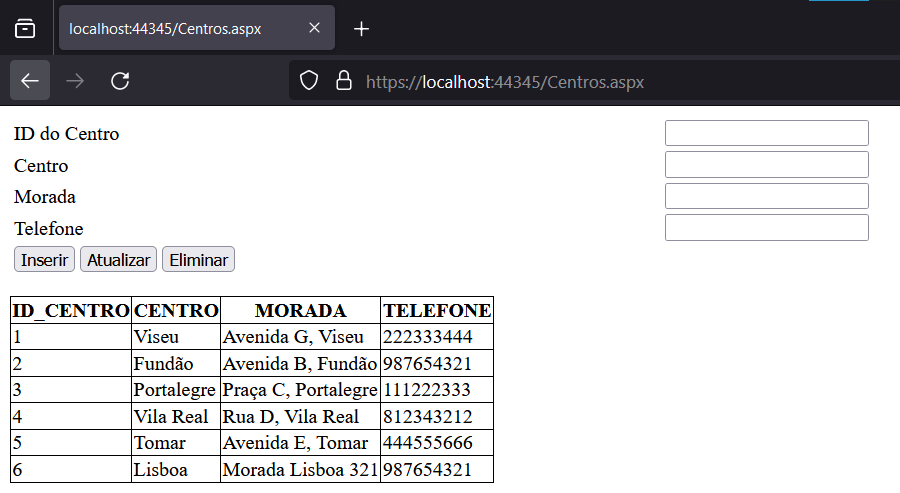 localhost:44345/Centros.aspx
https://localhost:44345/Centros.aspx
ID do Centro
Centro
Morada
Telefone
Inserir Atualizar Eliminar
ID_CENTRO CENTRO MORADA TELEFONE
1 Viseu Avenida G, Viseu 222333444
2 Fundão Avenida B, Fundão 987654321
3 Portalegre Praça C, Portalegre 111222333
4 Vila Real Rua D, Vila Real 812343212
5 Tomar Avenida E, Tomar 444555666
6 Lisboa Morada Lisboa 321 987654321